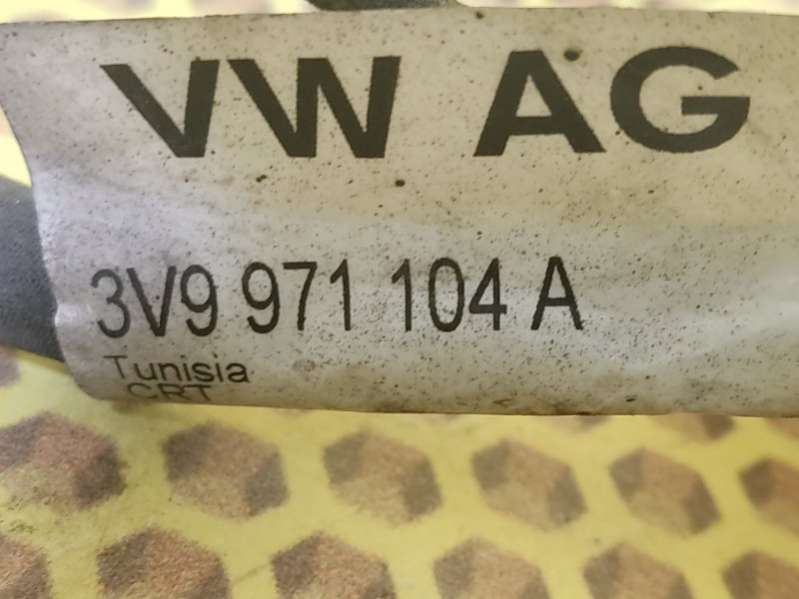 VW AG
3V9 971 104 A
Tunisia
CRT